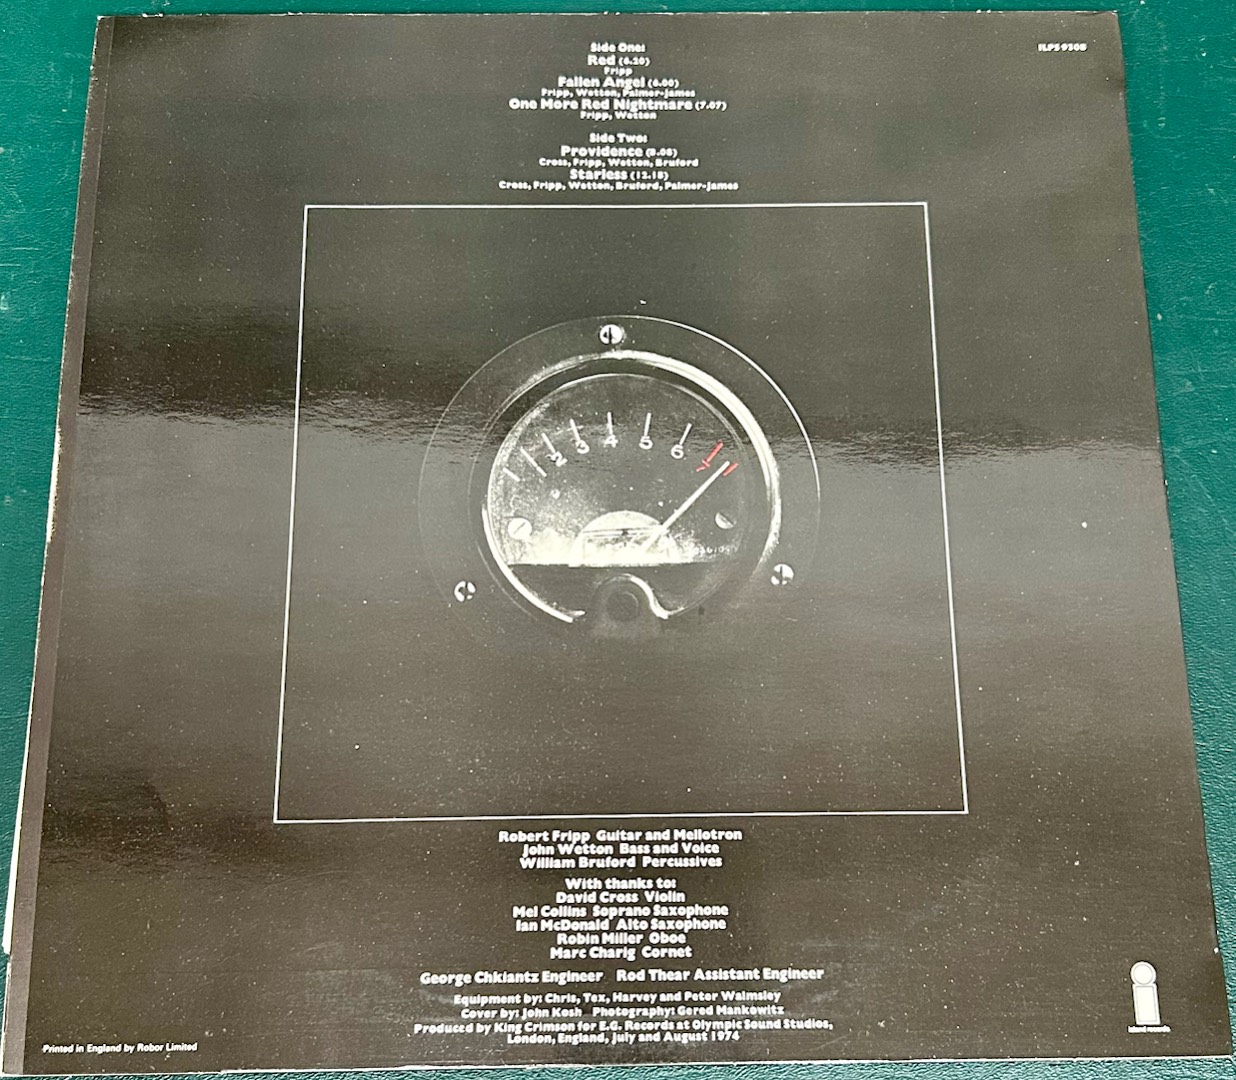 Side One:
Red (6.20)
Fripp
Fallen Angel (6.00)
Fripp, Wetton, Palmer-James
One More Red Nightmare (7.07)
Fripp, Wetton
Side Two:
Providence (8.08)
Cross, Fripp, Wetton, Bruford
Starless (12.18)
Cross, Fripp, Wetton, Bruford, Palmer-James
ILPS 9308
2 3 4 5 6
Robert Fripp Guitar and Mellotron
John Wetton Bass and Voice
William Bruford Percussives
With thanks to:
David Cross Violin
Mel Collins Soprano Saxophone
Ian McDonald Alto Saxophone
Robin Miller Oboe
Marc Charig Cornet
George Chkiantz Engineer Rod Thear Assistant Engineer
Equipment by: Chris, Tex, Harvey and Peter Walmsley
Cover by: John Kosh Photography: Gered Mankowitz
Produced by King Crimson for E.G. Records at Olympic Sound Studios,
London, England, July and August 1974
Printed in England by Robor Limited
island records